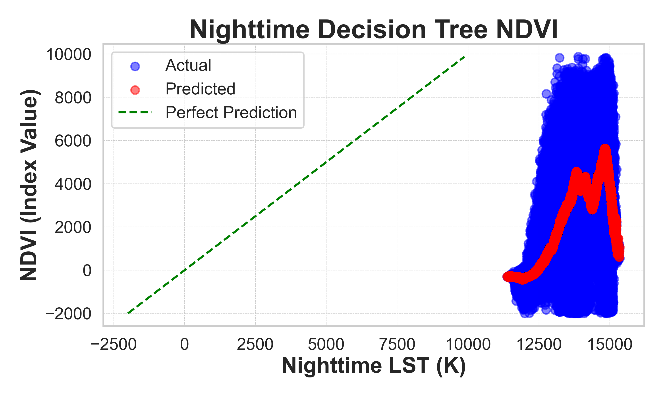 Nighttime Decision Tree NDVI
Actual
Predicted
Perfect Prediction
NDVI (Index Value)
10000
8000
6000
4000
2000
0
−2000
−2500
0
2500
5000
7500
10000
12500
15000
Nighttime LST (K)